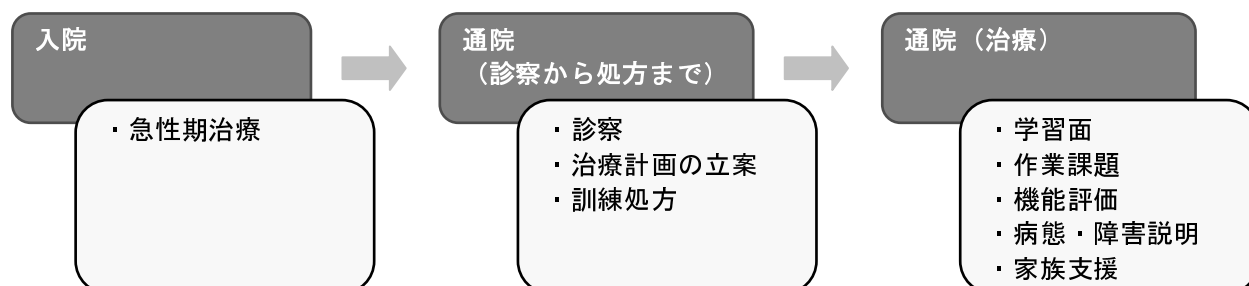 入院
・急性期治療
通院
（診察から処方まで）
・診察
・治療計画の立案
・訓練処方
通院（治療）
・学習面
・作業課題
・機能評価
・病態・障害説明
・家族支援